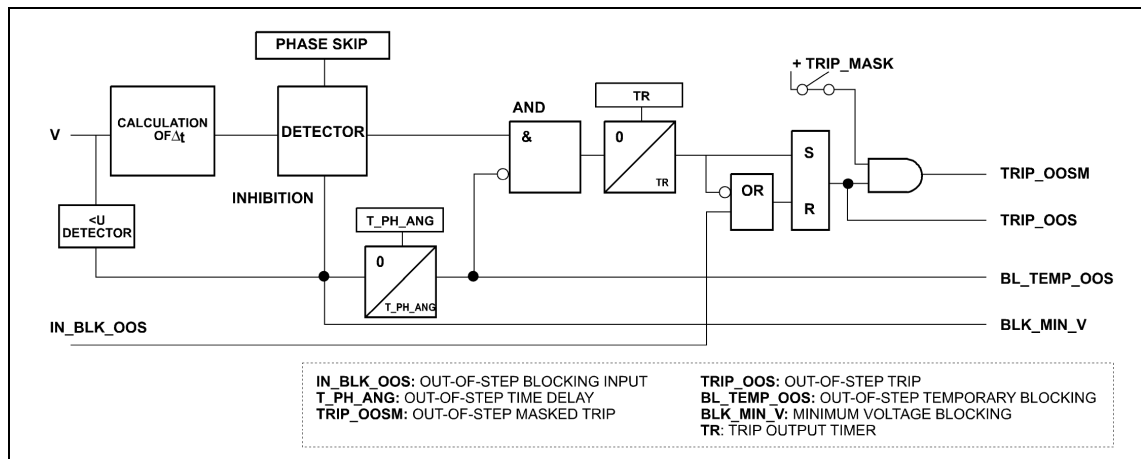 PHASE SKIP
+ TRIP_MASK
TR
AND
V
CALCULATION
OFΔt
DETECTOR
&
0
TR
S
OR
R
TRIP_OOSM
INHIBITION
<U
DETECTOR
T_PH_ANG
TRIP_OOS
0
T_PH_ANG
BL_TEMP_OOS
IN_BLK_OOS
BLK_MIN_V
IN_BLK_OOS: OUT-OF-STEP BLOCKING INPUT
T_PH_ANG: OUT-OF-STEP TIME DELAY
TRIP_OOSM: OUT-OF-STEP MASKED TRIP
TRIP_OOS: OUT-OF-STEP TRIP
BL_TEMP_OOS: OUT-OF-STEP TEMPORARY BLOCKING
BLK_MIN_V: MINIMUM VOLTAGE BLOCKING
TR: TRIP OUTPUT TIMER